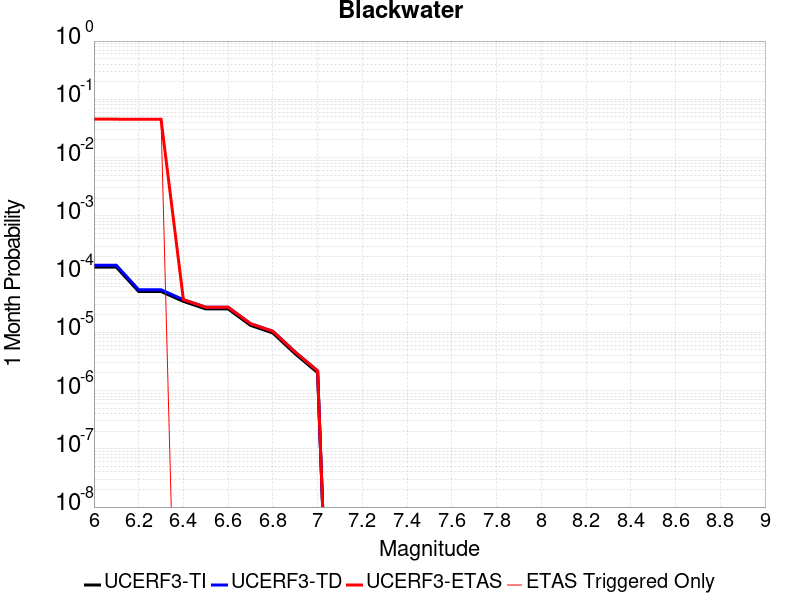 Blackwater
10^0
10^-1
10^-2
10^-3
10^-4
10^-5
10^-6
10^-7
10^-8
1 Month Probability
6 6.2 6.4 6.6 6.8 7 7.2 7.4 7.6 7.8 8 8.2 8.4 8.6 8.8 9
Magnitude
UCERF3-TI UCERF3-TD UCERF3-ETAS ETAS Triggered Only